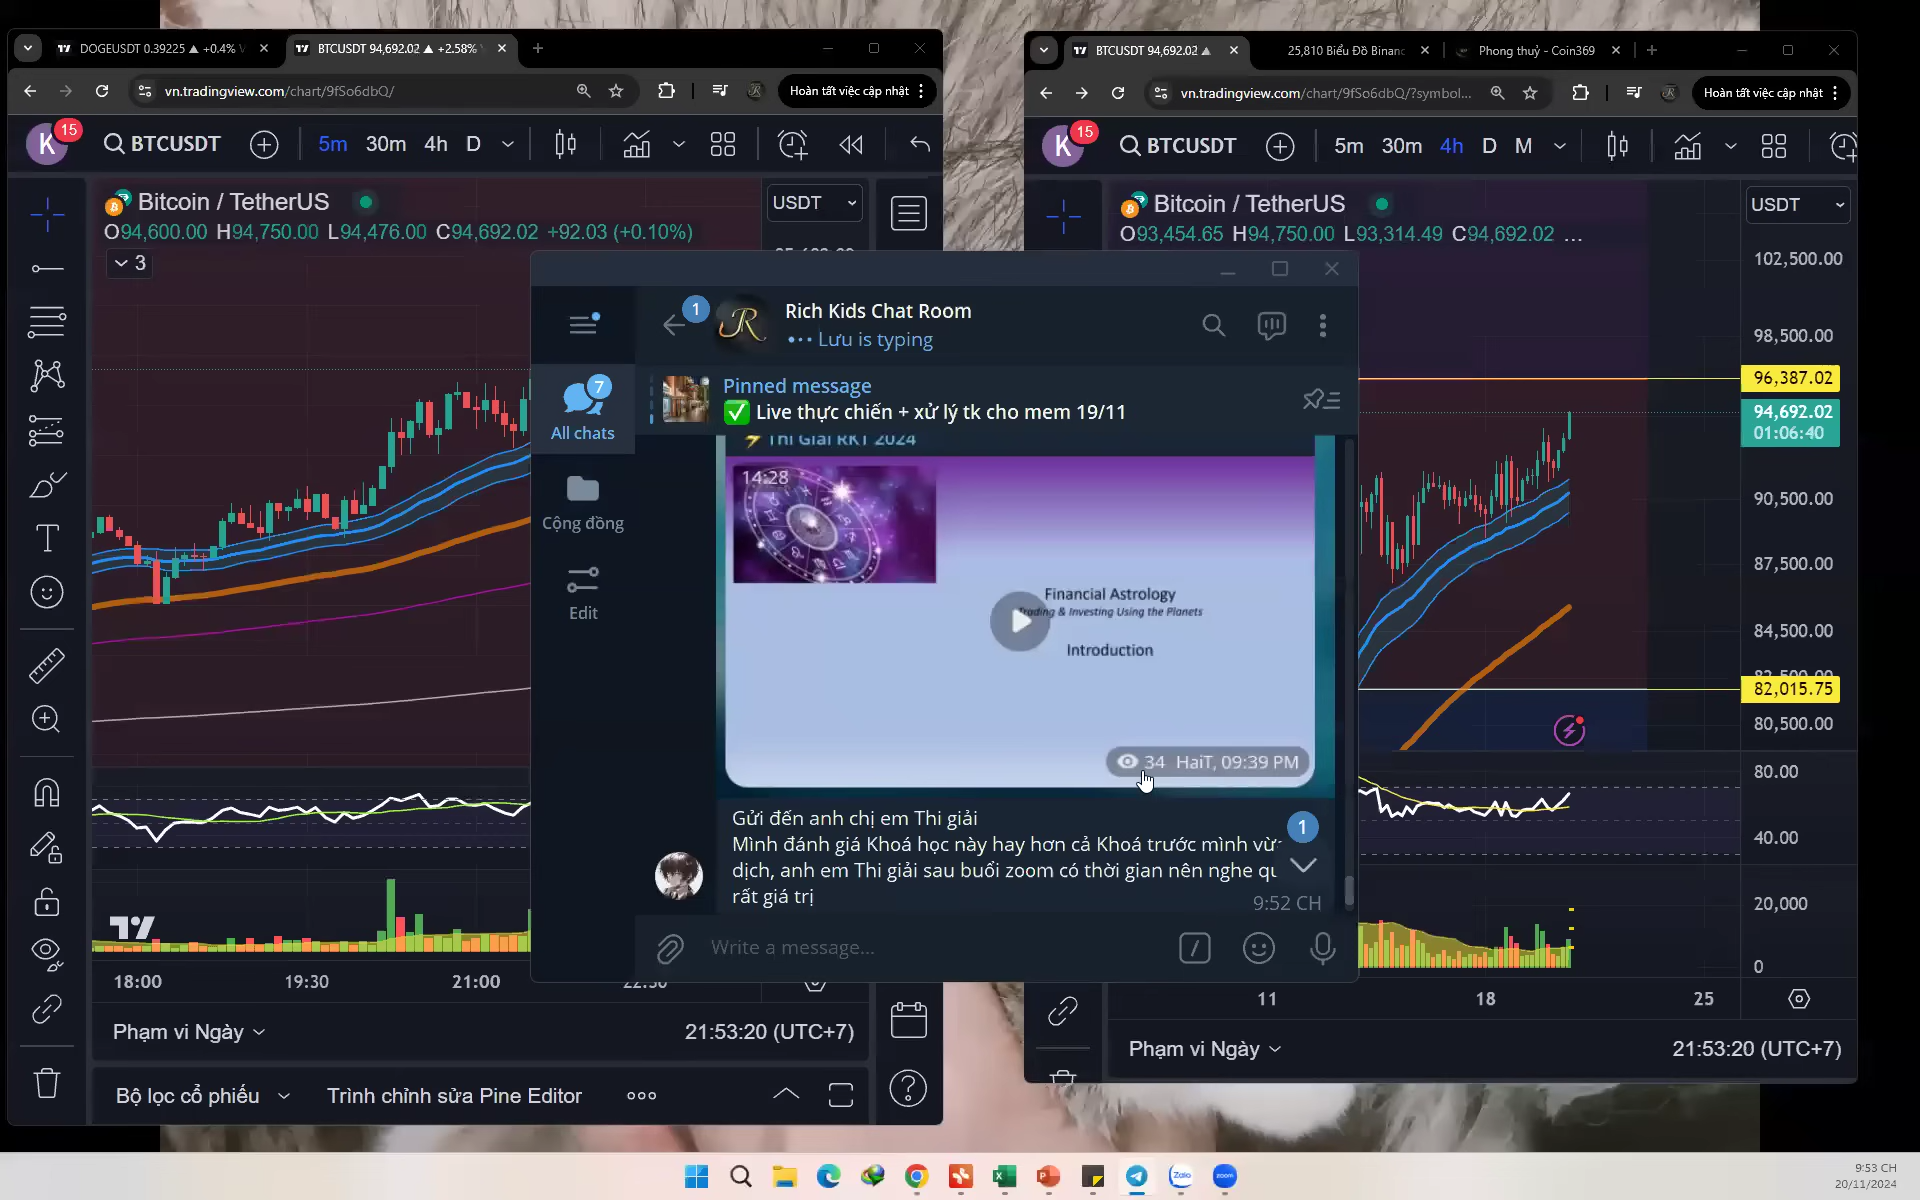 DOGEUSDT 0.39225 ▲ +0.4%
BTCUSDT 94,692.02 ▲ +2.58%
vn.tradingview.com/chart/9fSo6dbQ/
Hoàn tất việc cập nhật
K
15
BTCUSDT
5m
30m
4h
D
Bitcoin / TetherUS
O94,600.00 H94,750.00 L94,476.00 C94,692.02 +92.03 (+0.10%)
3
USDT
18:00
19:30
21:00
Phạm vi Ngày
21:53:20 (UTC+7)
Bộ lọc cổ phiếu
Trình chỉnh sửa Pine Editor
BTCUSDT 94,692.02 ▲
25,810 Biểu Đồ Binanc
Phong thuỷ - Coin369
vn.tradingview.com/chart/9fSo6dbQ/?symbol...
Hoàn tất việc cập nhật
K
15
BTCUSDT
5m
30m
4h
D
M
Bitcoin / TetherUS
O93,454.65 H94,750.00 L93,314.49 C94,692.02 ...
USDT
102,500.00
98,500.00
96,387.02
94,692.02
01:06:40
90,500.00
87,500.00
84,500.00
82,015.75
80,500.00
80.00
40.00
20,000
0
11
18
25
Phạm vi Ngày
21:53:20 (UTC+7)
1
Rich Kids Chat Room
Lưu is typing
7
All chats
Cộng đồng
Edit
Pinned message
✅ Live thực chiến + xử lý tk cho mem 19/11
⚡ Thi Giải RKT 2024
14:28
Financial Astrology
Trading & Investing Using the Planets
Introduction
34 HaiT, 09:39 PM
Gửi đến anh chị em Thi giải
Mình đánh giá Khoá học này hay hơn cả Khoá trước mình vừ
dịch, anh em Thi giải sau buổi zoom có thời gian nên nghe qu
rất giá trị
9:52 CH
1
Write a message...
Zalo
zoom
9:53 CH
20/11/2024